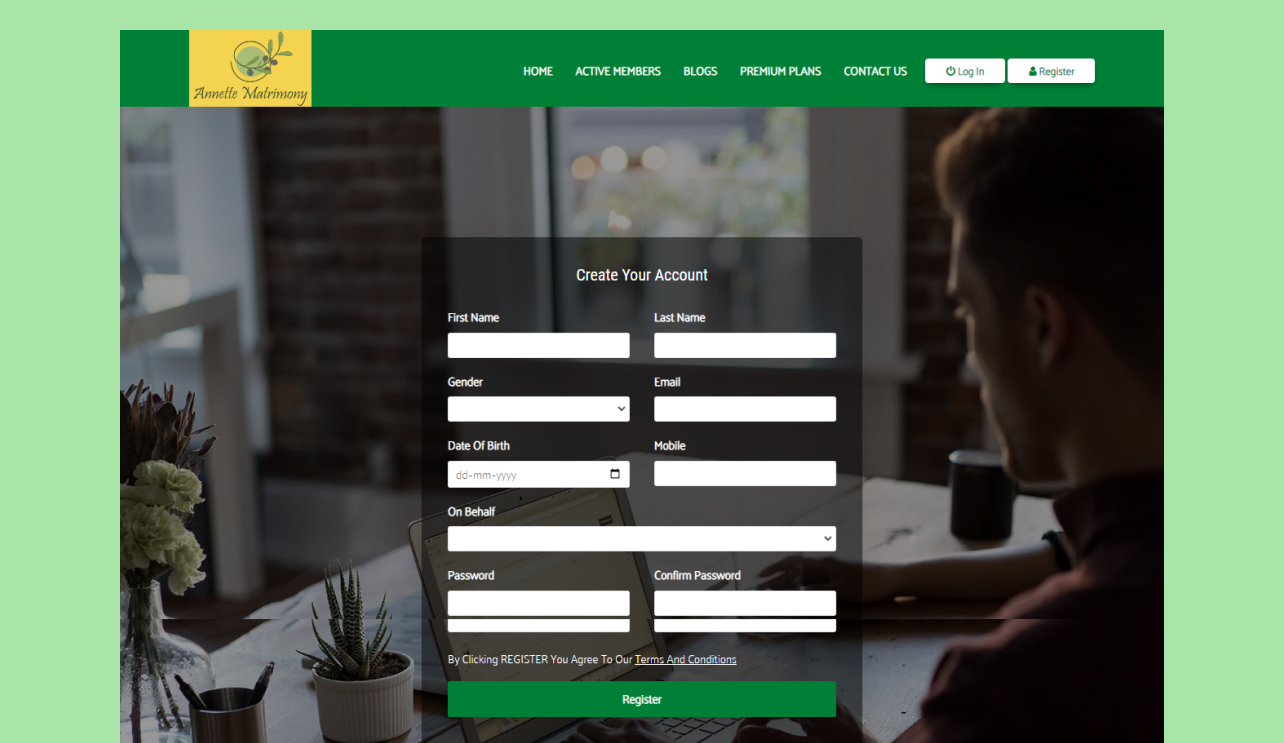 Annette Matrimony
HOME ACTIVE MEMBERS BLOGS PREMIUM PLANS CONTACT US Log In Register
Create Your Account
First Name Last Name
Gender Email
Date Of Birth Mobile
dd-mm-yyyy
On Behalf
Password Confirm Password
By Clicking REGISTER You Agree To Our Terms And Conditions
Register